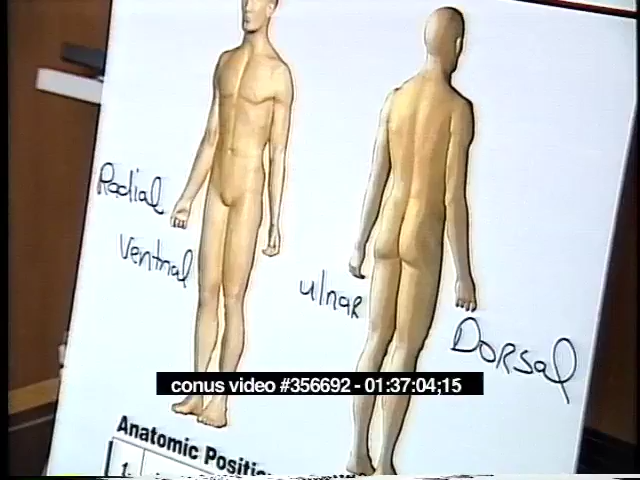 Radial
Ventral
ulnar
Dorsal
conus video #356692 - 01:37:04;15
Anatomic Positio
1.